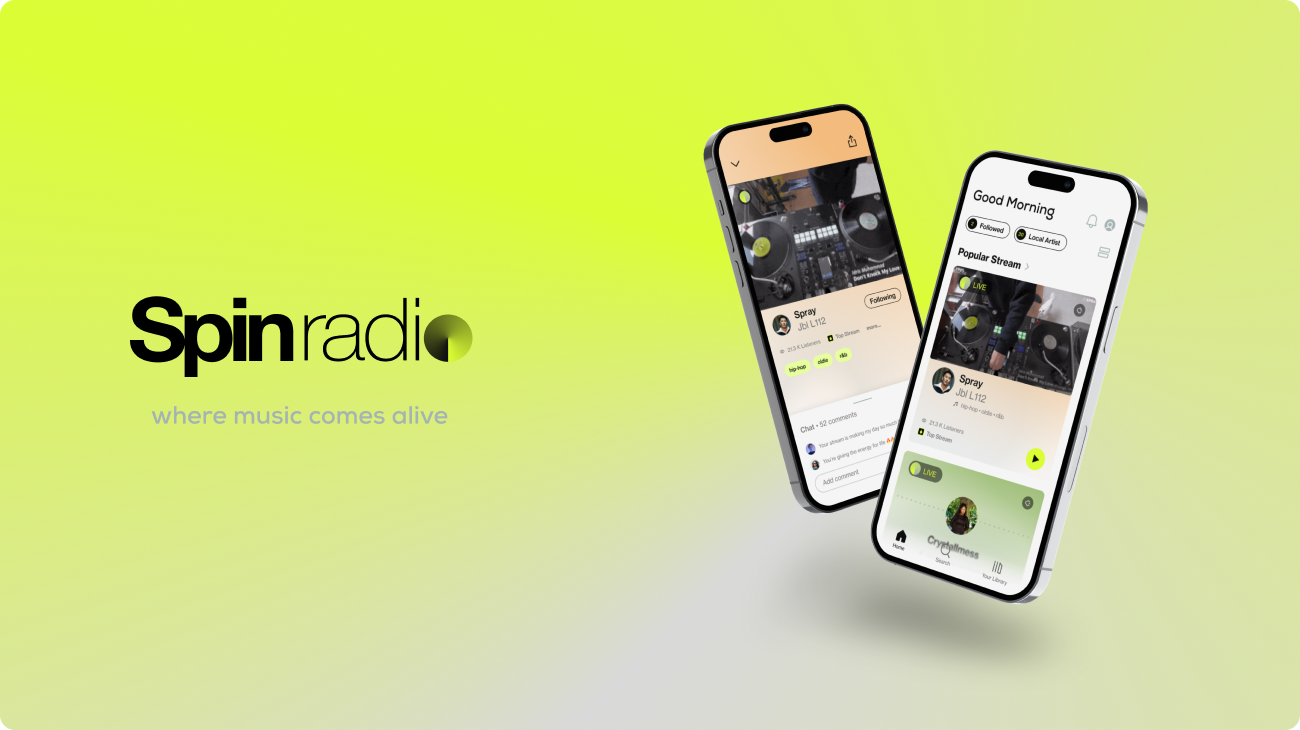 Spinradio
where music comes alive
Spray
Jbl L112
Following
21.3 K Listeners
Top Stream
more...
hip-hop
oldie
r&b
Don't Knock My Love
Chat • 52 comments
Your stream is making my day so much
You're giving the energy for life 🔥🔥
Add comment
Good Morning
Followed
Local Artist
Popular Stream
LIVE
Spray
Jbl L112
hip-hop • oldie • r&b
21.3 K Listeners
Top Stream
LIVE
Crystallmess
Home
Search
Your Library